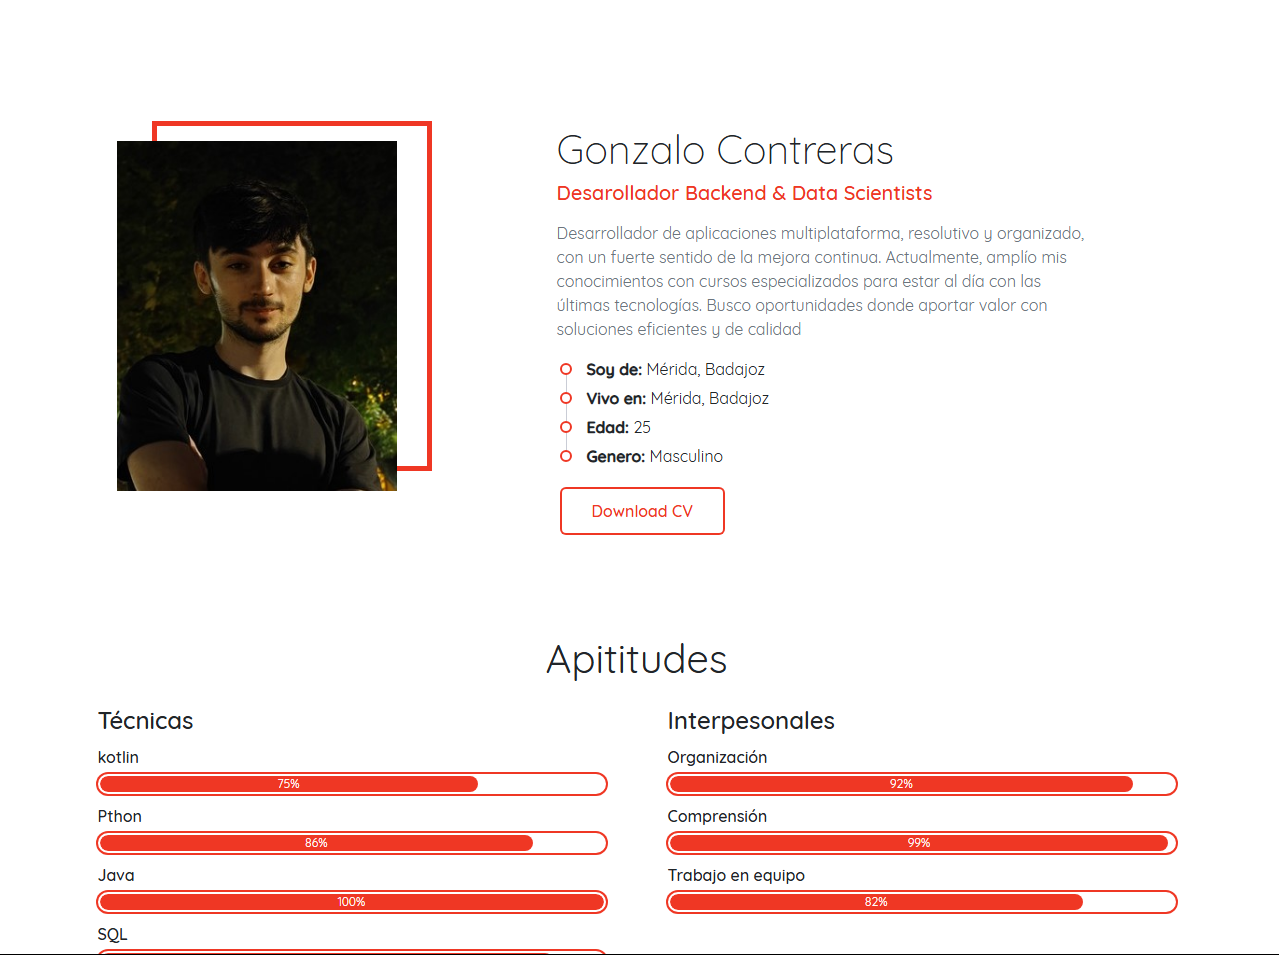 Gonzalo Contreras
Desarollador Backend & Data Scientists
Desarrollador de aplicaciones multiplataforma, resolutivo y organizado,
con un fuerte sentido de la mejora continua. Actualmente, amplío mis
conocimientos con cursos especializados para estar al día con las
últimas tecnologías. Busco oportunidades donde aportar valor con
soluciones eficientes y de calidad
Soy de: Mérida, Badajoz
Vivo en: Mérida, Badajoz
Edad: 25
Genero: Masculino
Download CV
Apititudes
Técnicas
kotlin
75%
Pthon
86%
Java
100%
SQL
Interpesonales
Organización
92%
Comprensión
99%
Trabajo en equipo
82%